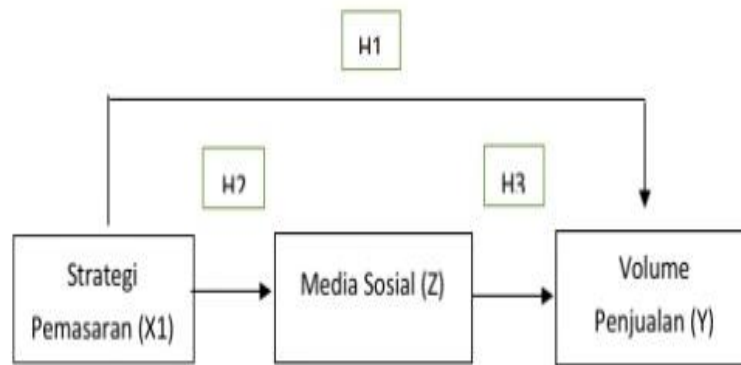 H1
H2
H3
Strategi
Pemasaran (X1)
Media Sosial (Z)
Volume
Penjualan (Y)